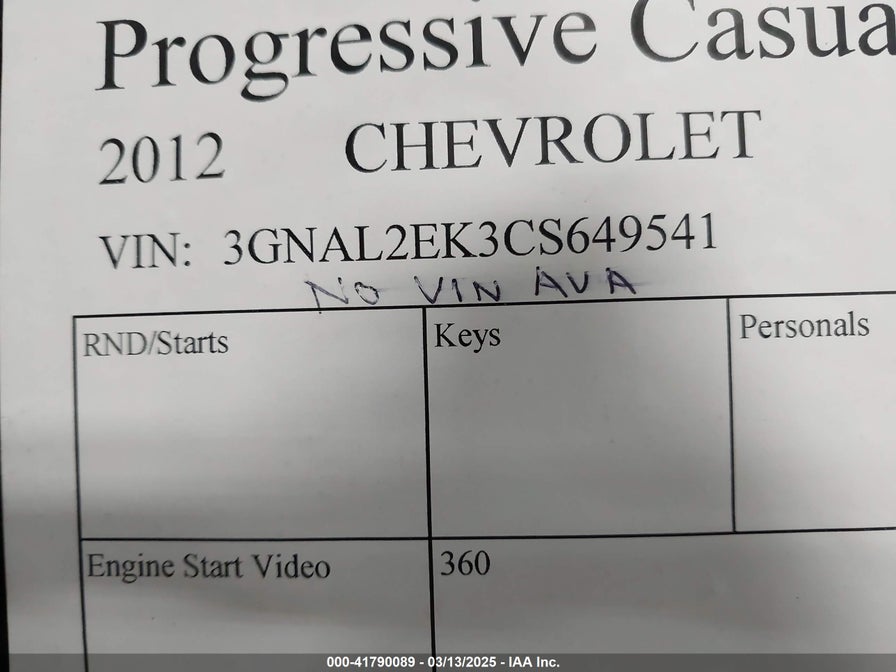 Progressive Casua
2012 CHEVROLET
VIN: 3GNAL2EK3CS649541
NO VIN AVA
RND/Starts Keys Personals
Engine Start Video 360
000-41790089 - 03/13/2025 - IAA Inc.